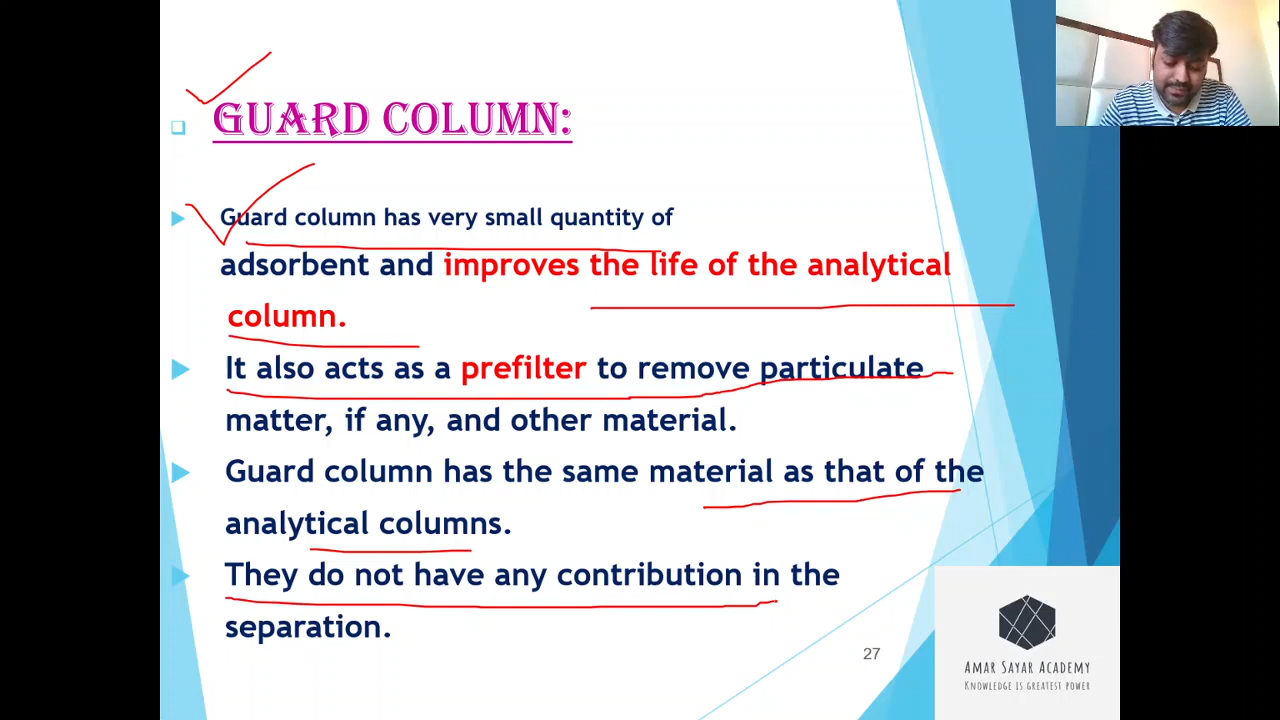 GUARD COLUMN:
Guard column has very small quantity of
adsorbent and improves the life of the analytical
column.
It also acts as a prefilter to remove particulate
matter, if any, and other material.
Guard column has the same material as that of the
analytical columns.
They do not have any contribution in the
separation.
27
AMAR SAYAR ACADEMY
KNOWLEDGE IS GREATEST POWER